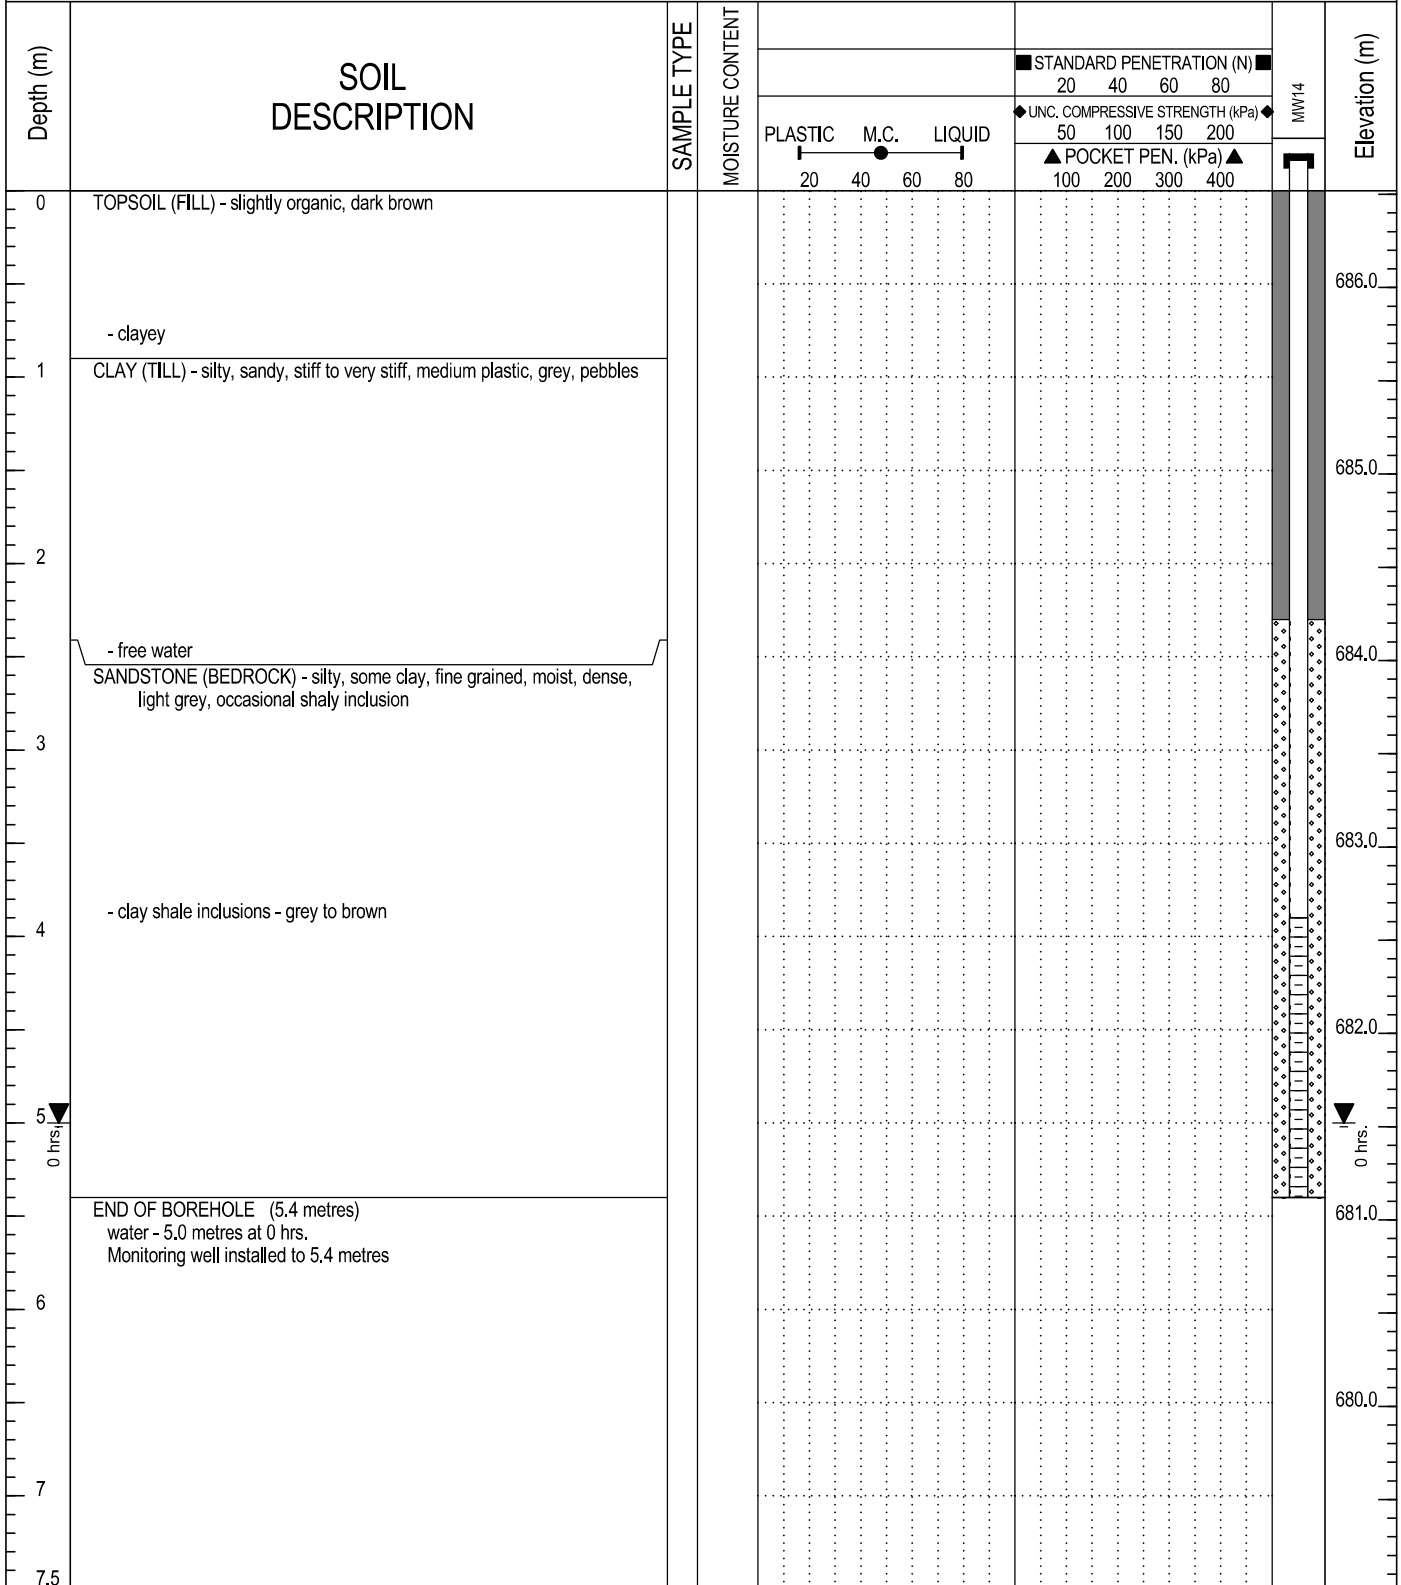 Depth (m)
SOIL
DESCRIPTION
SAMPLE TYPE
MOISTURE CONTENT
PLASTIC M.C. LIQUID
20 40 60 80
■ STANDARD PENETRATION (N) ■
20 40 60 80
◆ UNC. COMPRESSIVE STRENGTH (kPa) ◆
50 100 150 200
▲ POCKET PEN. (kPa) ▲
100 200 300 400
MW14
Elevation (m)
0
TOPSOIL (FILL) - slightly organic, dark brown
686.0
- clayey
1
CLAY (TILL) - silty, sandy, stiff to very stiff, medium plastic, grey, pebbles
685.0
2
- free water
684.0
SANDSTONE (BEDROCK) - silty, some clay, fine grained, moist, dense,
light grey, occasional shaly inclusion
3
683.0
- clay shale inclusions - grey to brown
4
682.0
5
0 hrs.
0 hrs.
END OF BOREHOLE (5.4 metres)
681.0
water - 5.0 metres at 0 hrs.
Monitoring well installed to 5.4 metres
6
680.0
7
7.5